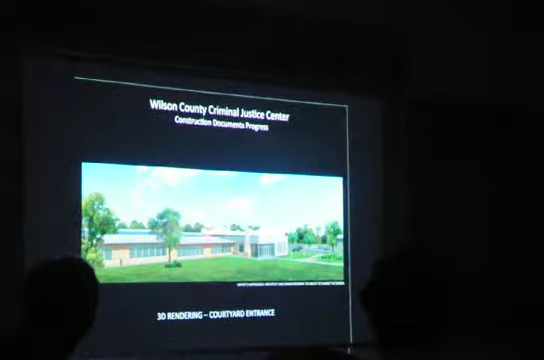 Wilson County Criminal Justice Center
Construction Documents Progress
3D RENDERING – COURTYARD ENTRANCE